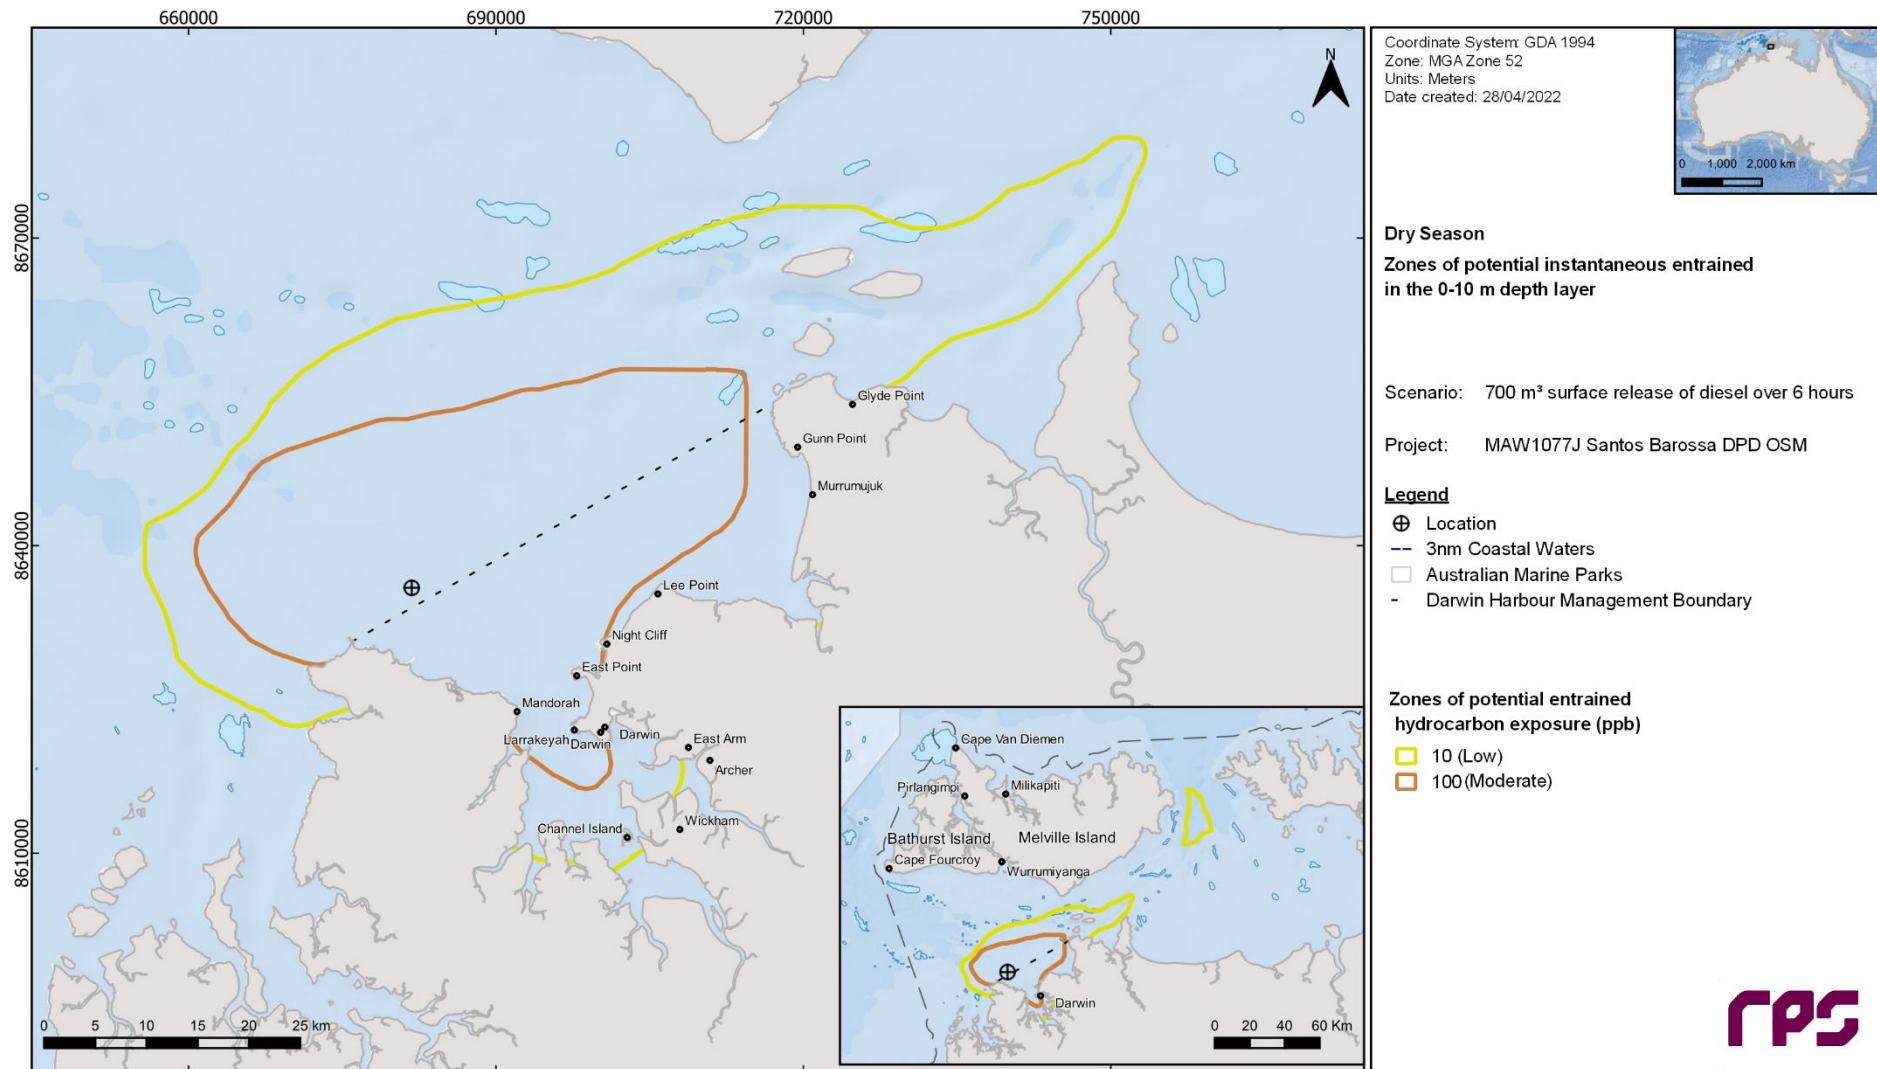 660000
690000
720000
750000
8670000
8640000
8610000
N
Glyde Point
Gunn Point
Murrumujuk
Lee Point
Night Cliff
East Point
Mandorah
Larrakeyah
Darwin
Darwin
East Arm
Archer
Wickham
Channel Island
0 5 10 15 20 25 km
Cape Van Diemen
Pirlangimpi
Milikapiti
Bathurst Island
Melville Island
Cape Fourcroy
Wurrumiyanga
Darwin
0 20 40 60 Km
Coordinate System: GDA 1994
Zone: MGA Zone 52
Units: Meters
Date created: 28/04/2022
0 1,000 2,000 km
Dry Season
Zones of potential instantaneous entrained
in the 0-10 m depth layer
Scenario: 700 m³ surface release of diesel over 6 hours
Project: MAW1077J Santos Barossa DPD OSM
Legend
Location
3nm Coastal Waters
Australian Marine Parks
Darwin Harbour Management Boundary
Zones of potential entrained
hydrocarbon exposure (ppb)
10 (Low)
100 (Moderate)
rps